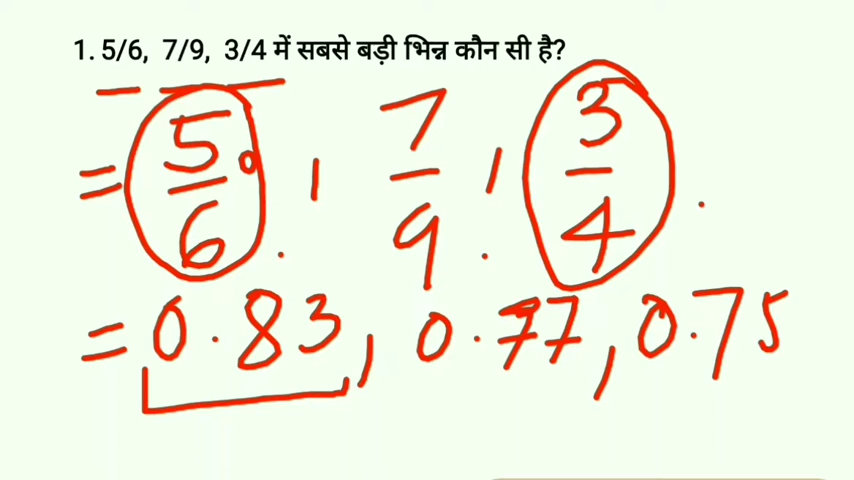 1. 5/6, 7/9, 3/4 में सबसे बड़ी भिन्न कौन सी है?
= 5/6 , 7/9 , 3/4
= 0.83, 0.77, 0.75